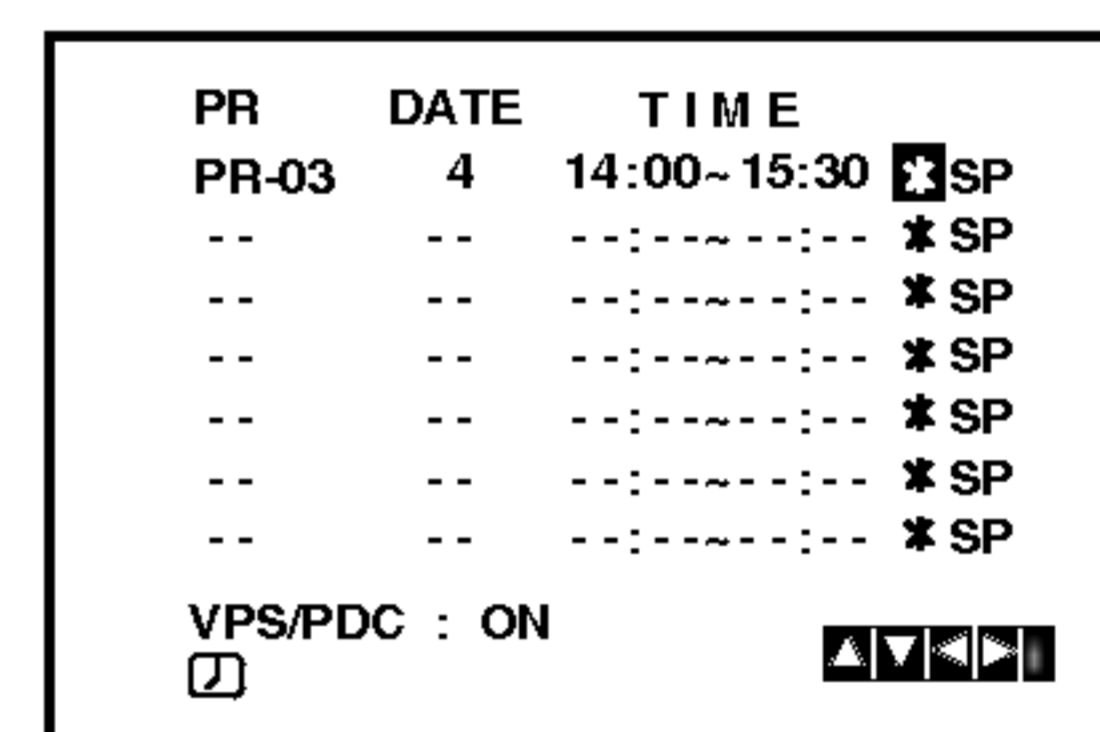 PR DATE TIME
PR-03 4 14:00~15:30 * SP
-- -- --:--~--:-- * SP
-- -- --:--~--:-- * SP
-- -- --:--~--:-- * SP
-- -- --:--~--:-- * SP
-- -- --:--~--:-- * SP
-- -- --:--~--:-- * SP
VPS/PDC : ON
i